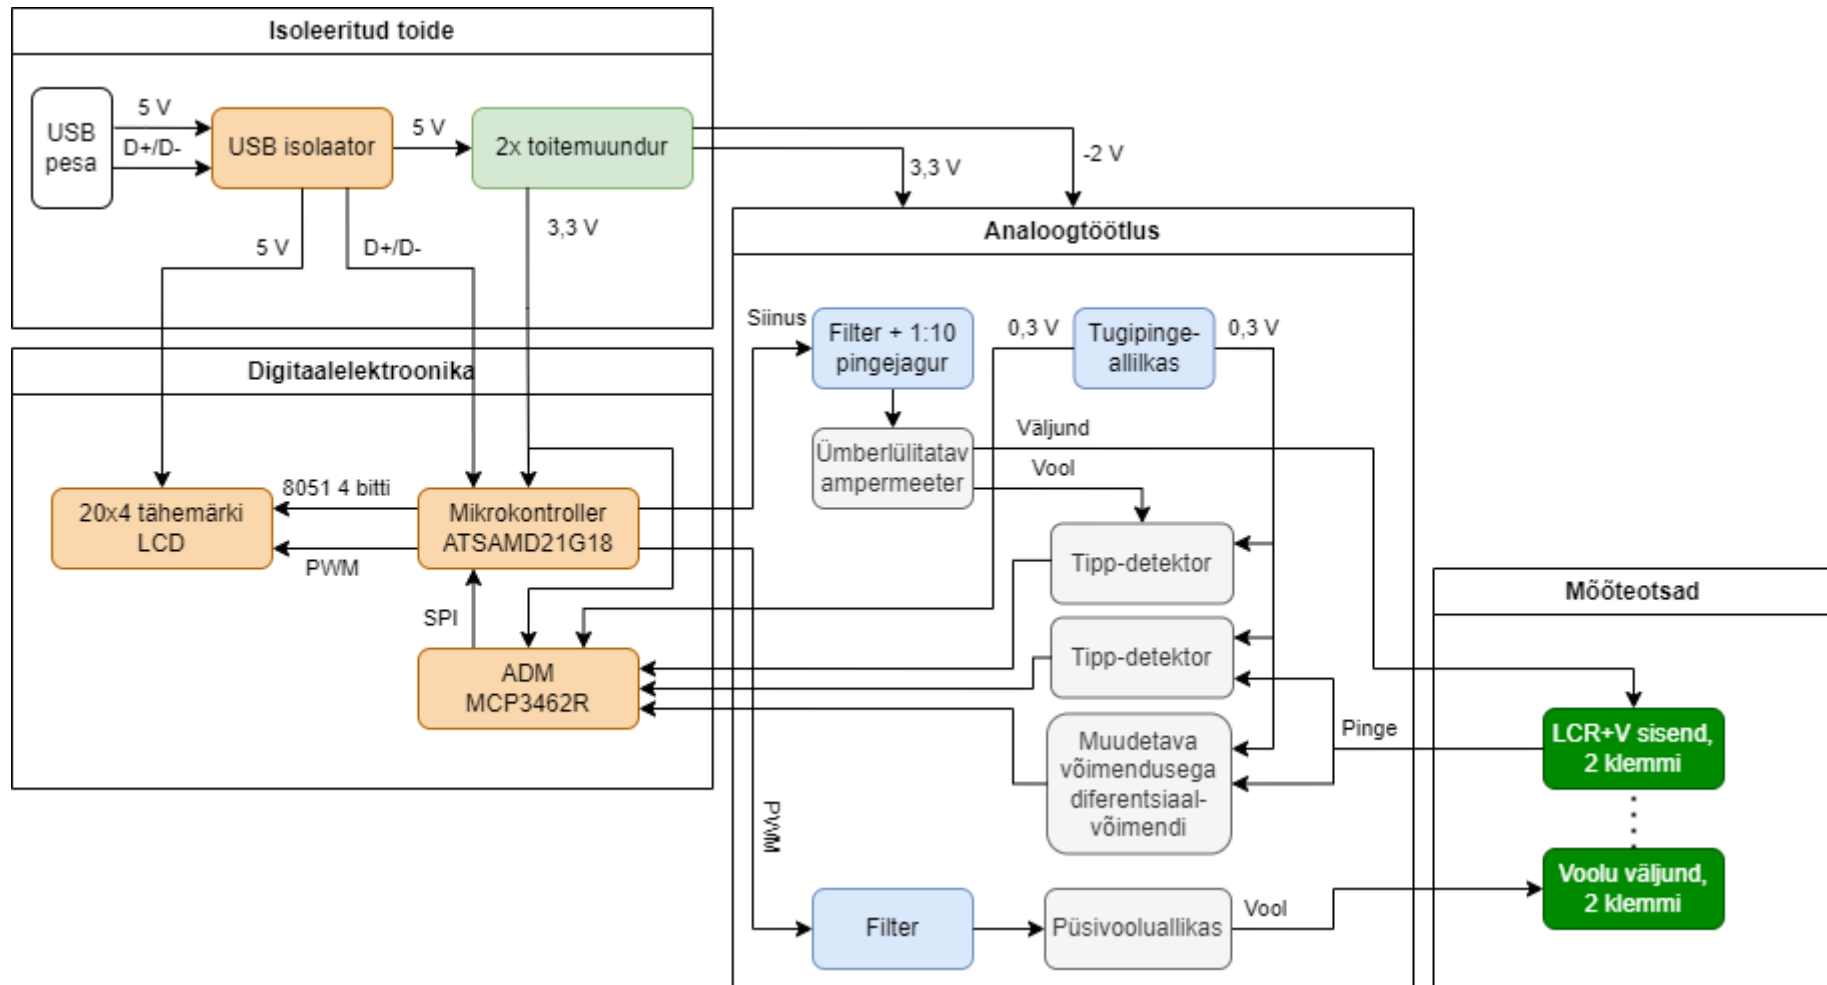 Isoleeritud toide
USB
pesa
5 V
D+/D-
USB isolaator
5 V
2x toitemuundur
-2 V
3,3 V
3,3 V
5 V
D+/D-
Digitaalelektroonika
20x4 tähemärki
LCD
8051 4 bitti
PWM
Mikrokontroller
ATSAMD21G18
SPI
ADM
MCP3462R
Analoogtöötlus
Siinus
Filter + 1:10
pingejagur
0,3 V
Tugipinge-
allilkas
0,3 V
Ümberlülitatav
ampermeeter
Väljund
Vool
Tipp-detektor
Tipp-detektor
Muudetava
võimendusega
diferentsiaal-
võimendi
Pinge
PWM
Filter
Püsivooluallikas
Vool
Mõõteotsad
LCR+V sisend,
2 klemmi
Voolu väljund,
2 klemmi